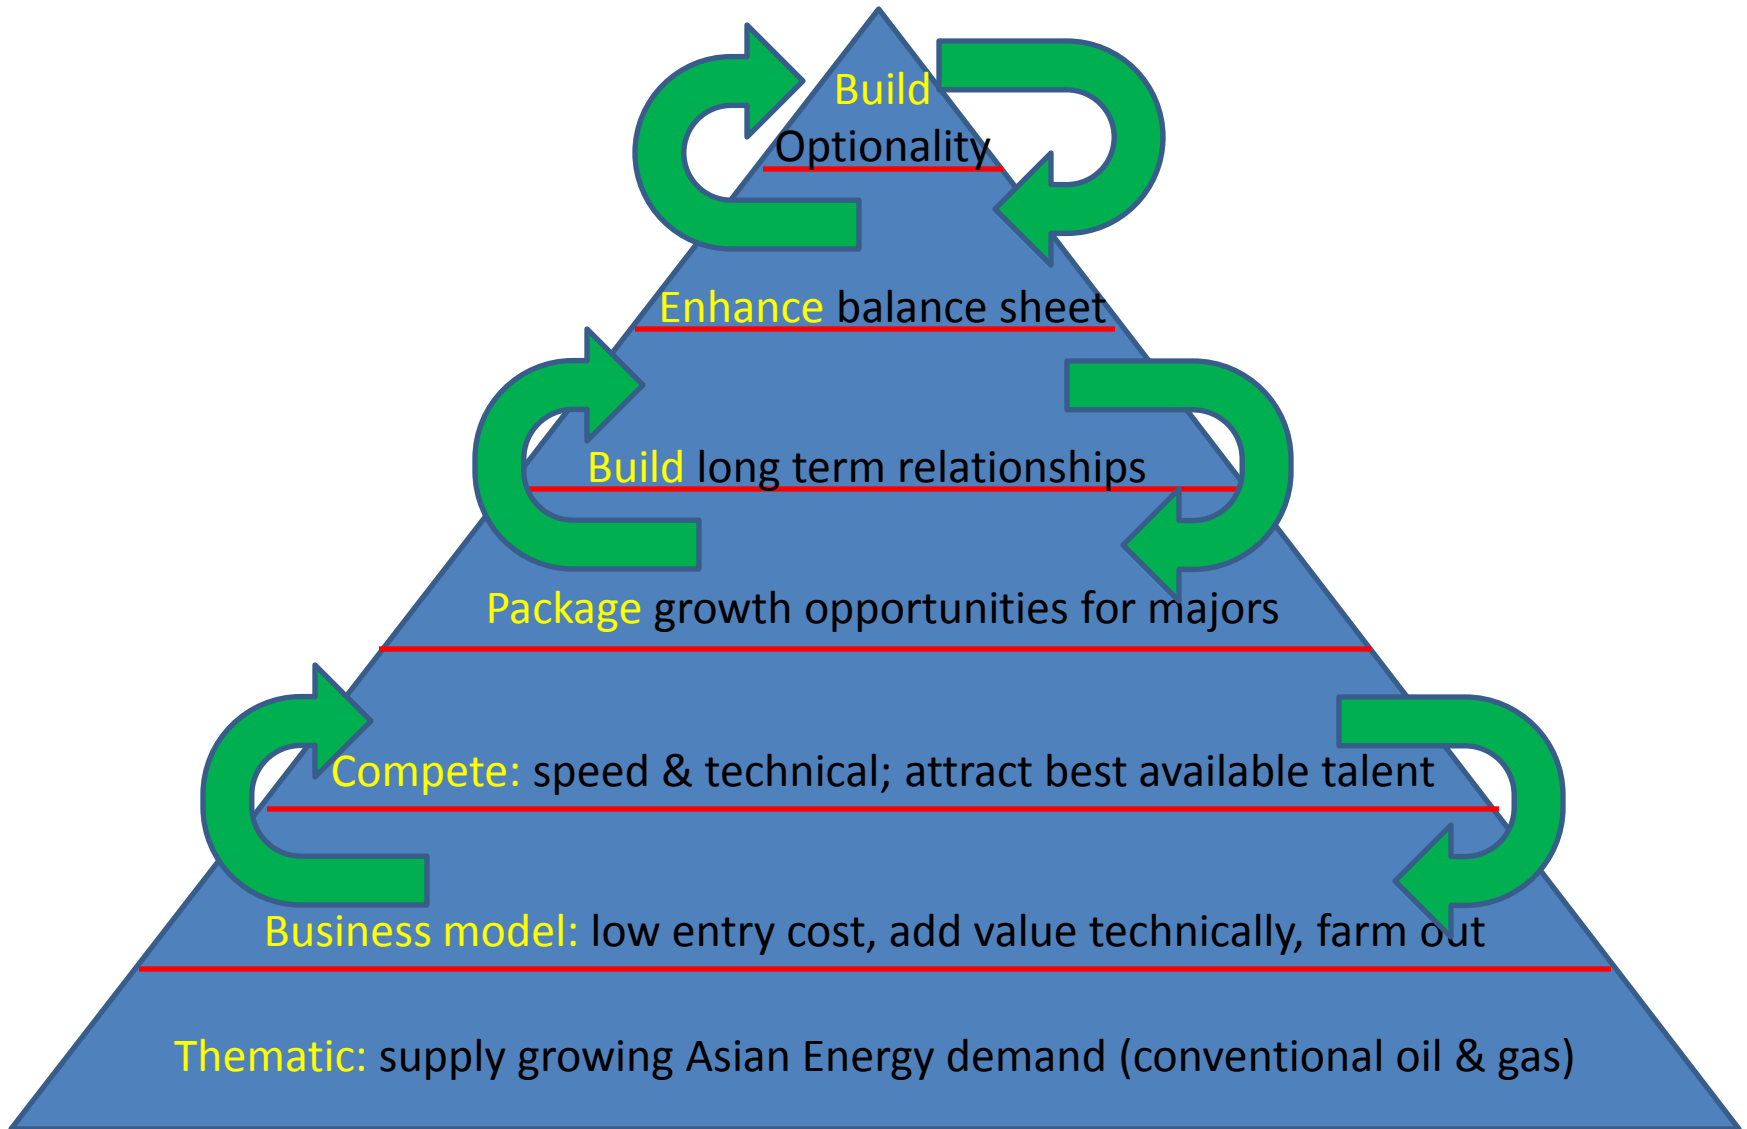 Build
Optionality
Enhance balance sheet
Build long term relationships
Package growth opportunities for majors
Compete: speed & technical; attract best available talent
Business model: low entry cost, add value technically, farm out
Thematic: supply growing Asian Energy demand (conventional oil & gas)